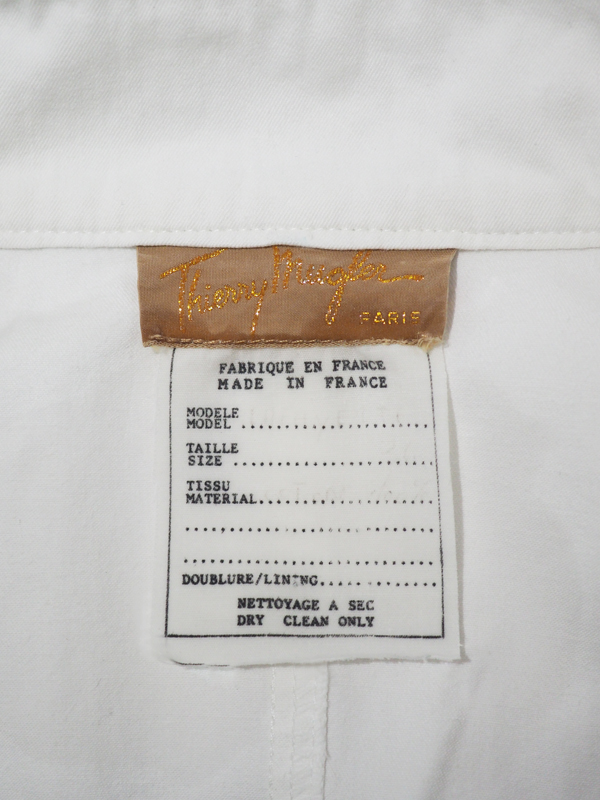 Thierry Mugler
PARIS
FABRIQUE EN FRANCE
MADE IN FRANCE
MODELE
MODEL
TAILLE
SIZE
TISSU
MATERIAL
DOUBLURE/LINING
NETTOYAGE A SEC
DRY CLEAN ONLY